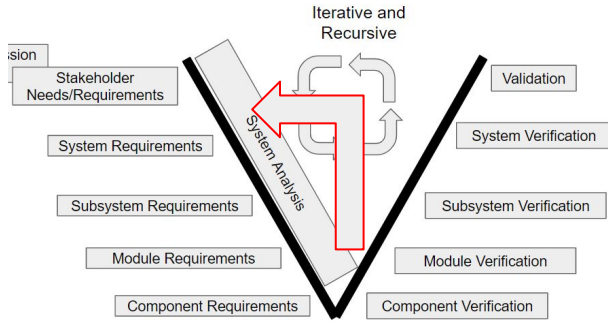 Iterative and
Recursive
ssion
Stakeholder
Needs/Requirements
Validation
System Requirements
System Analysis
System Verification
Subsystem Requirements
Subsystem Verification
Module Requirements
Module Verification
Component Requirements
Component Verification